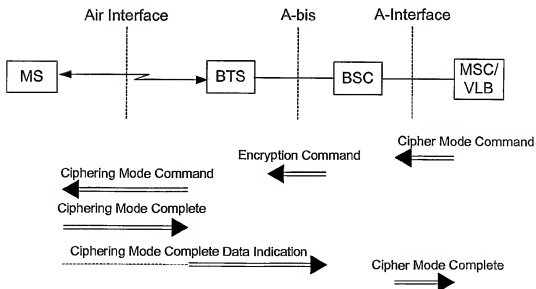 Air Interface
A-bis
A-Interface
MS
BTS
BSC
MSC/
VLB
Cipher Mode Command
Encryption Command
Ciphering Mode Command
Ciphering Mode Complete
Ciphering Mode Complete Data Indication
Cipher Mode Complete